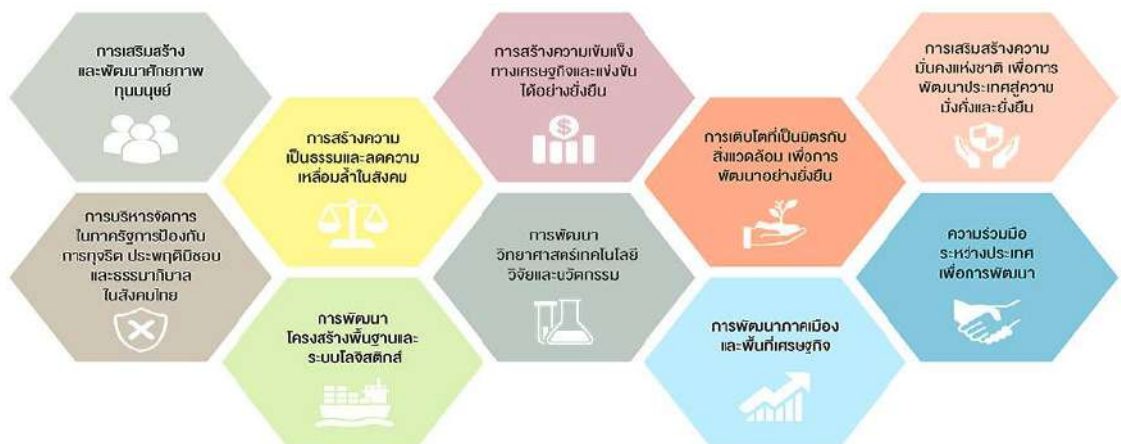 การเสริมสร้าง
และพัฒนาศักยภาพ
ทุนมนุษย์
การสร้างความ
เป็นธรรมและลดความ
เหลื่อมล้ำในสังคม
การสร้างความเข้มแข็ง
ทางเศรษฐกิจและแข่งขัน
ได้อย่างยั่งยืน
การเติบโตที่เป็นมิตรกับ
สิ่งแวดล้อม เพื่อการ
พัฒนาอย่างยั่งยืน
การเสริมสร้างความ
มั่นคงแห่งชาติ เพื่อการ
พัฒนาประเทศสู่ความ
มั่งคั่งและยั่งยืน
การบริหารจัดการ
ในภาครัฐการป้องกัน
การทุจริต ประพฤติมิชอบ
และธรรมาภิบาล
ในสังคมไทย
การพัฒนา
โครงสร้างพื้นฐานและ
ระบบโลจิสติกส์
การพัฒนา
วิทยาศาสตร์เทคโนโลยี
วิจัยและนวัตกรรม
การพัฒนาภาคเมือง
และพื้นที่เศรษฐกิจ
ความร่วมมือ
ระหว่างประเทศ
เพื่อการพัฒนา